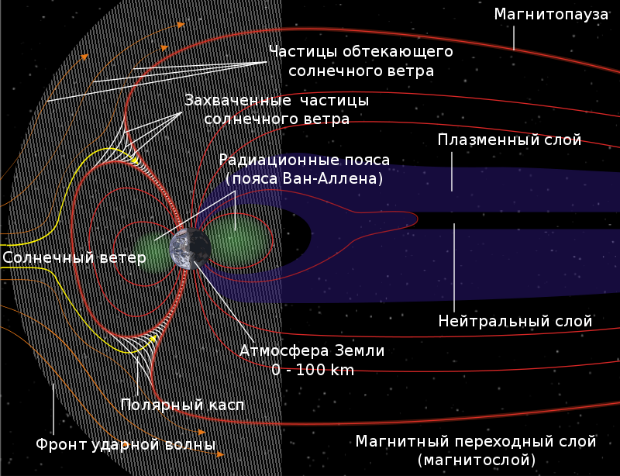 Магнитопауза
Частицы обтекающего
солнечного ветра
Захваченные частицы
солнечного ветра
Плазменный слой
Радиационные пояса
(пояса Ван-Аллена)
Солнечный ветер
Нейтральный слой
Атмосфера Земли
0 - 100 km
Полярный касп
Фронт ударной волны
Магнитный переходный слой
(магнитослой)